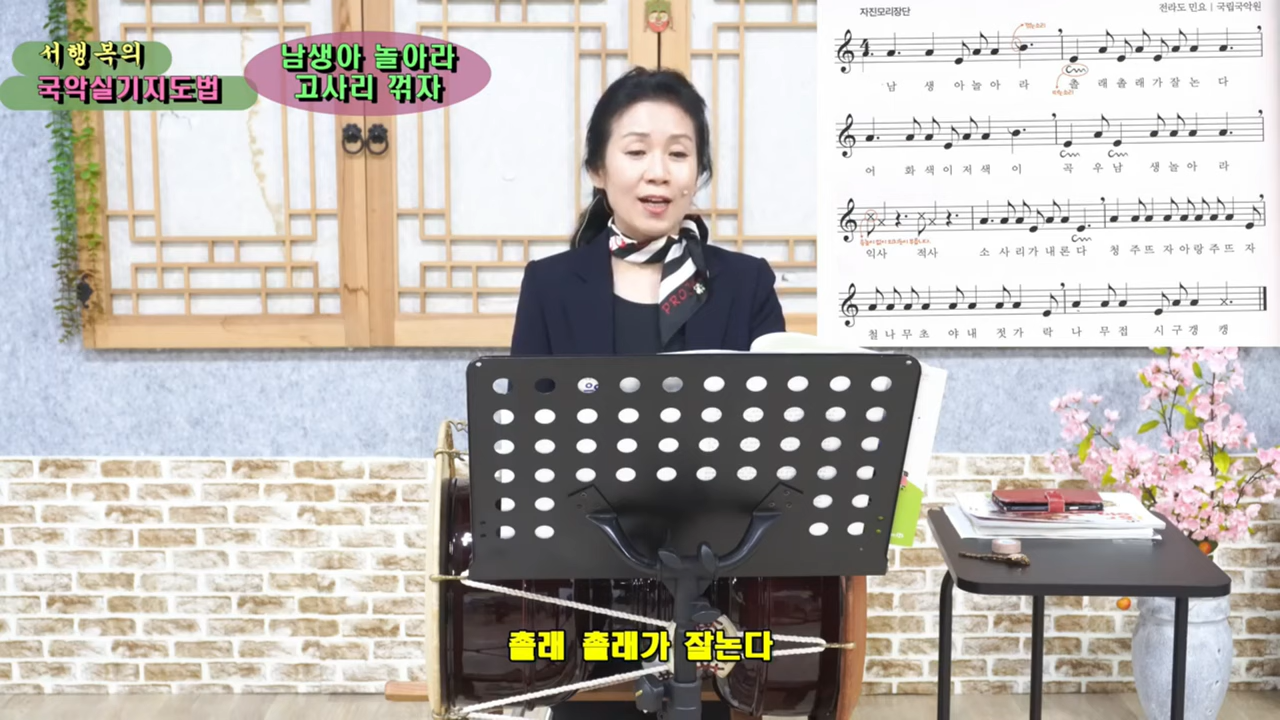 서행복의
국악실기지도법
남생아 놀아라
고사리 꺾자
자진모리장단
전라도 민요 | 국립국악원
남 생 아놀아 라 촐 래촐래가잘논 다
어 화색이저색 이 곡 우남 생놀아 라
익사 적사 소 사리가내론다 청 주뜨 자아랑주뜨 자
철나무초 야내 젓가 락 나 무접 시구갱 캥
PRO
촐래 촐래가 잘논다